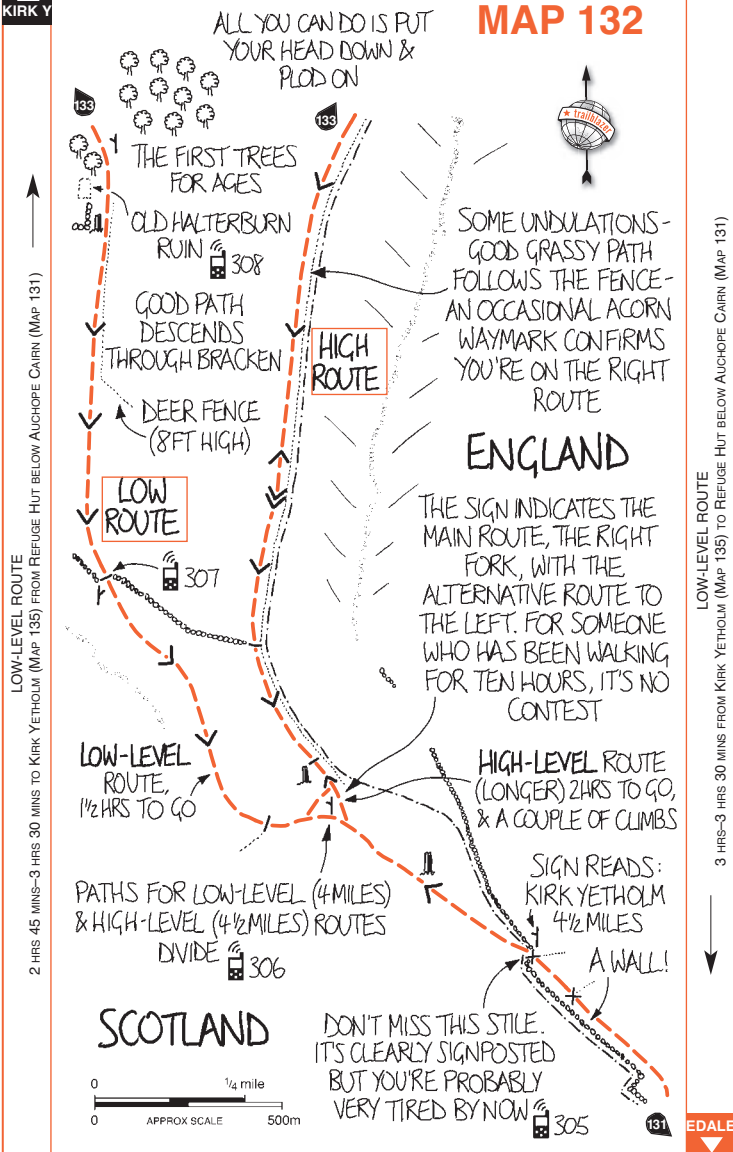 KIRK Y
ALL YOU CAN DO IS PUT
YOUR HEAD DOWN &
PLOD ON
MAP 132
133
133
trailblazer
THE FIRST TREES
FOR AGES
OLD HALTERBURN
RUIN
308
GOOD PATH
DESCENDS
THROUGH BRACKEN
HIGH
ROUTE
SOME UNDULATIONS-
GOOD GRASSY PATH
FOLLOWS THE FENCE-
AN OCCASIONAL ACORN
WAYMARK CONFIRMS
YOU'RE ON THE RIGHT
ROUTE
DEER FENCE
(8FT HIGH)
ENGLAND
LOW
ROUTE
THE SIGN INDICATES THE
MAIN ROUTE, THE RIGHT
FORK, WITH THE
ALTERNATIVE ROUTE TO
THE LEFT. FOR SOMEONE
WHO HAS BEEN WALKING
FOR TEN HOURS, IT'S NO
CONTEST
307
LOW-LEVEL
ROUTE,
1½HRS TO GO
HIGH-LEVEL ROUTE
(LONGER) 2HRS TO GO,
& A COUPLE OF CLIMBS
SIGN READS:
KIRK YETHOLM
4½MILES
PATHS FOR LOW-LEVEL (4MILES)
& HIGH-LEVEL (4½MILES) ROUTES
DIVIDE
306
A WALL!
SCOTLAND
DON'T MISS THIS STILE.
IT'S CLEARLY SIGNPOSTED
BUT YOU'RE PROBABLY
VERY TIRED BY NOW
305
0 ¼ mile
0 APPROX SCALE 500m
131
EDALE
LOW-LEVEL ROUTE
2 HRS 45 MINS–3 HRS 30 MINS TO KIRK YETHOLM (MAP 135) FROM REFUGE HUT BELOW AUCHOPE CAIRN (MAP 131)
LOW-LEVEL ROUTE
3 HRS–3 HRS 30 MINS FROM KIRK YETHOLM (MAP 135) TO REFUGE HUT BELOW AUCHOPE CAIRN (MAP 131)